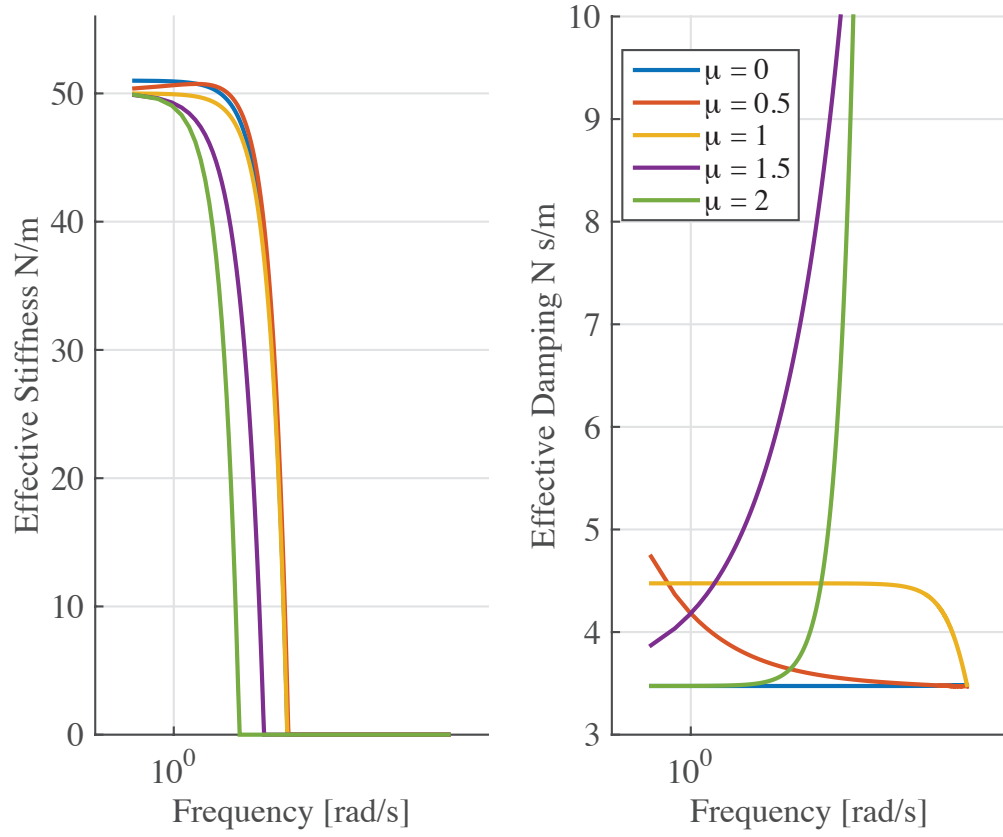 Effective Stiffness N/m
50
40
30
20
10
0
10^0
Frequency [rad/s]
Effective Damping N s/m
10
9
8
7
6
5
4
3
10^0
Frequency [rad/s]
μ = 0
μ = 0.5
μ = 1
μ = 1.5
μ = 2